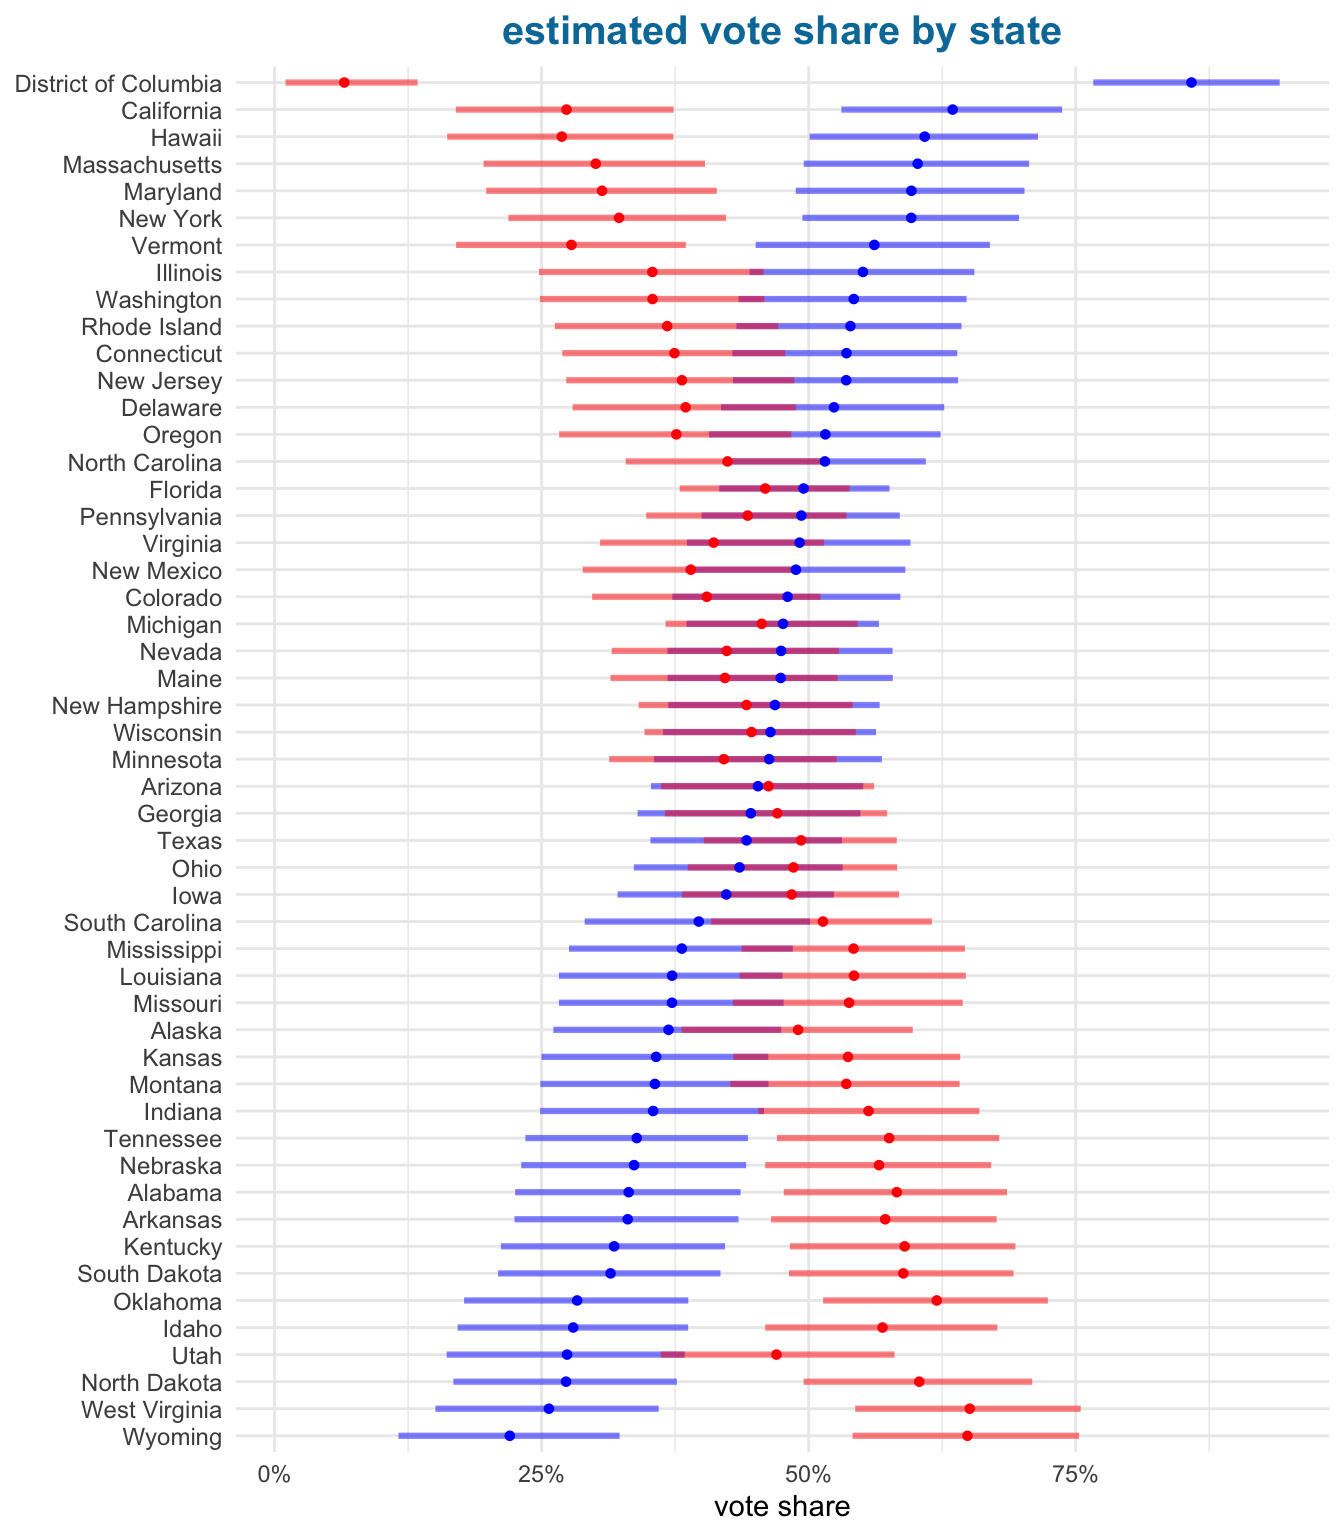 estimated vote share by state
District of Columbia
California
Hawaii
Massachusetts
Maryland
New York
Vermont
Illinois
Washington
Rhode Island
Connecticut
New Jersey
Delaware
Oregon
North Carolina
Florida
Pennsylvania
Virginia
New Mexico
Colorado
Michigan
Nevada
Maine
New Hampshire
Wisconsin
Minnesota
Arizona
Georgia
Texas
Ohio
Iowa
South Carolina
Mississippi
Louisiana
Missouri
Alaska
Kansas
Montana
Indiana
Tennessee
Nebraska
Alabama
Arkansas
Kentucky
South Dakota
Oklahoma
Idaho
Utah
North Dakota
West Virginia
Wyoming
0% 25% 50% 75%
vote share